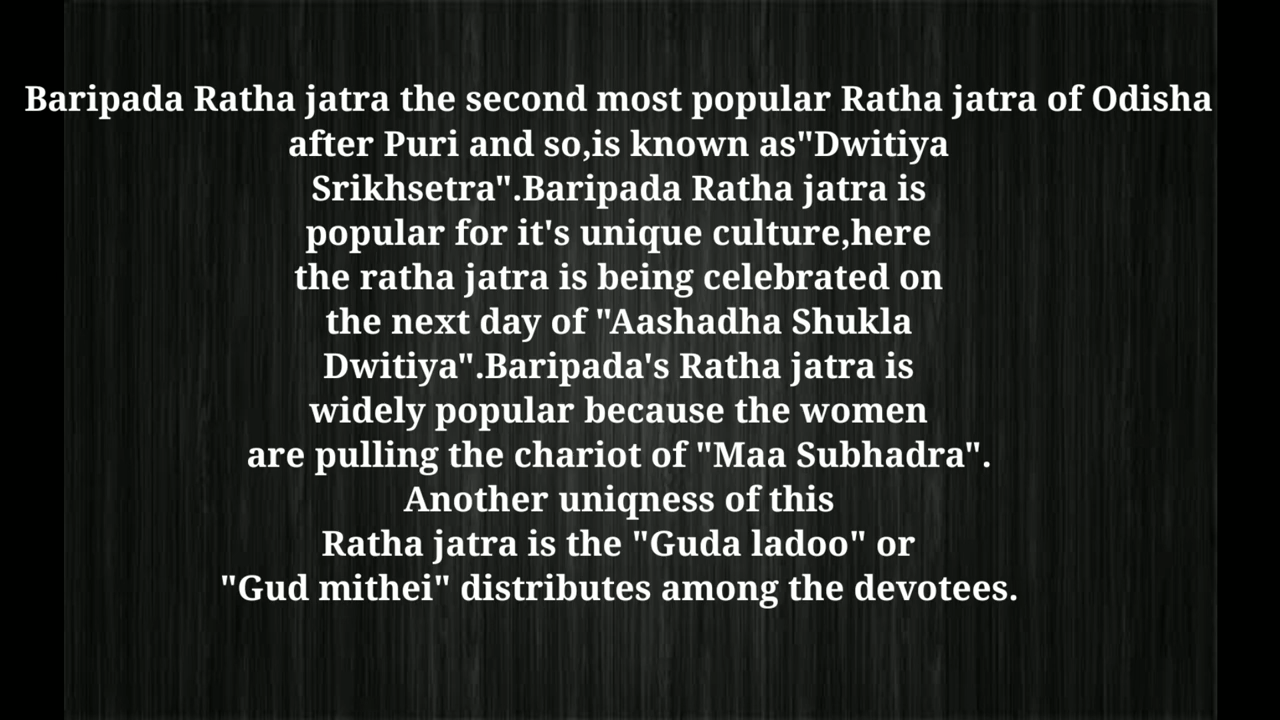 Baripada Ratha jatra the second most popular Ratha jatra of Odisha
after Puri and so,is known as"Dwitiya
Srikhsetra".Baripada Ratha jatra is
popular for it's unique culture,here
the ratha jatra is being celebrated on
the next day of "Aashadha Shukla
Dwitiya".Baripada's Ratha jatra is
widely popular because the women
are pulling the chariot of "Maa Subhadra".
Another uniqness of this
Ratha jatra is the "Guda ladoo" or
"Gud mithei" distributes among the devotees.